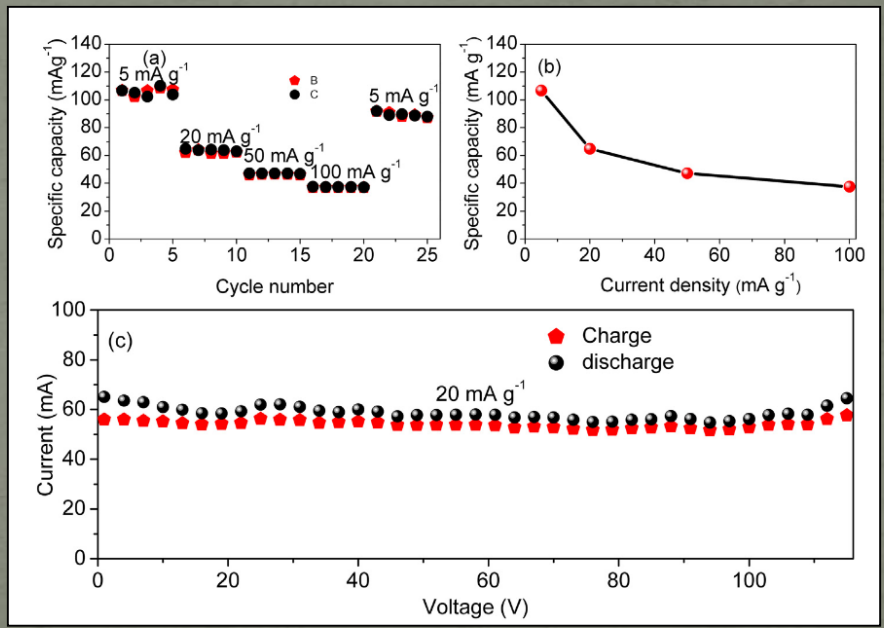 (a)
5 mA g-1
B
C
20 mA g-1
50 mA g-1
100 mA g-1
5 mA g-1
Specific capacity (mAg-1)
140
120
100
80
60
40
20
0
0 5 10 15 20 25
Cycle number
(b)
Specific capacity (mA g-1)
140
120
100
80
60
40
20
0
0 20 40 60 80 100
Current density (mA g-1)
(c)
Charge
discharge
20 mA g-1
Current (mA)
100
80
60
40
20
0
0 20 40 60 80 100
Voltage (V)